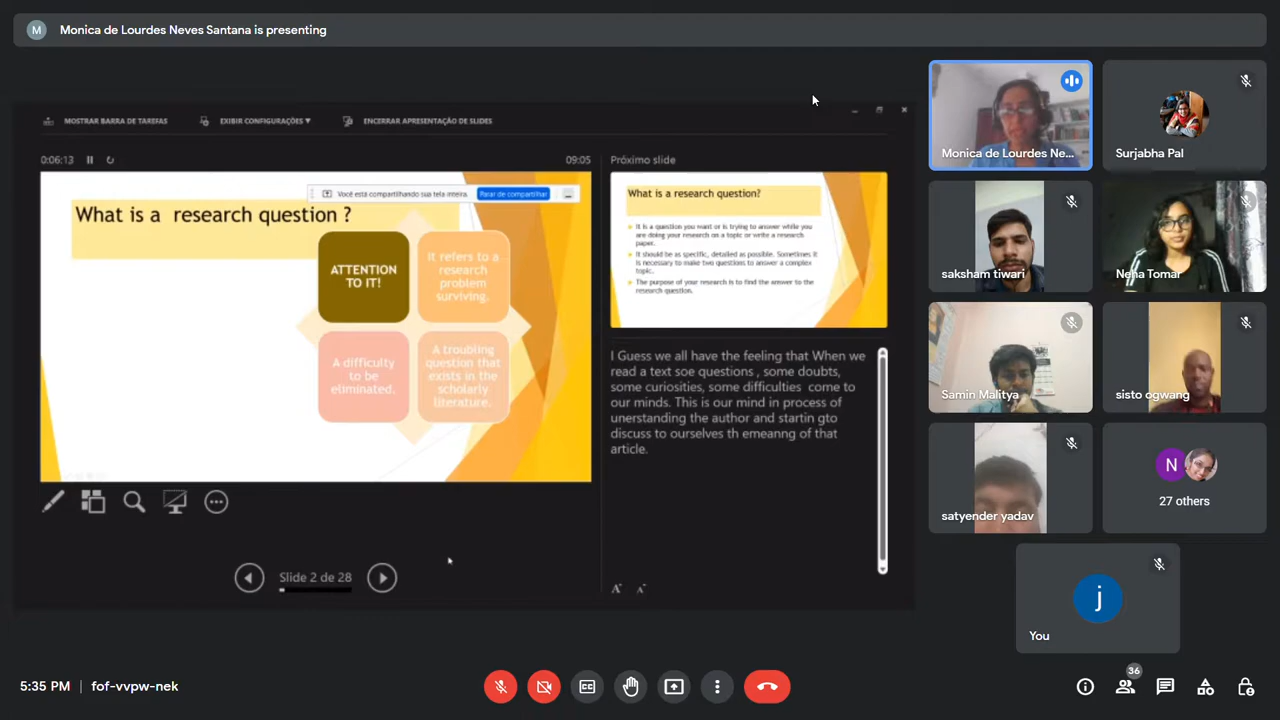 M
Monica de Lourdes Neves Santana is presenting
MOSTRAR BARRA DE TAREFAS
EXIBIR CONFIGURAÇÕES ▼
ENCERRAR APRESENTAÇÃO DE SLIDES
0:06:13
09:05
Próximo slide
Você está compartilhando sua tela inteira.
Parar de compartilhar
What is a research question ?
ATTENTION
TO IT!
It refers to a
research
problem
surviving.
A difficulty
to be
eliminated.
A troubling
question that
exists in the
scholarly
literature.
What is a research question?
It is a question you want or is trying to answer while you
are doing your research on a topic or write a research
paper.
It should be as specific, detailed as possible. Sometimes it
is necessary to make two questions to answer a complex
topic.
The purpose of your research is to find the answer to the
research question.
I Guess we all have the feeling that When we
read a text soe questions , some doubts,
some curiosities, some difficulties come to
our minds. This is our mind in process of
unerstanding the author and startin gto
discuss to ourselves th emeanng of that
article.
Slide 2 de 28
Monica de Lourdes Ne...
Surjabha Pal
saksham tiwari
Neha Tomar
Samin Malitya
sisto ogwang
satyender yadav
N
27 others
j
You
5:35 PM | fof-vvpw-nek
CC
36